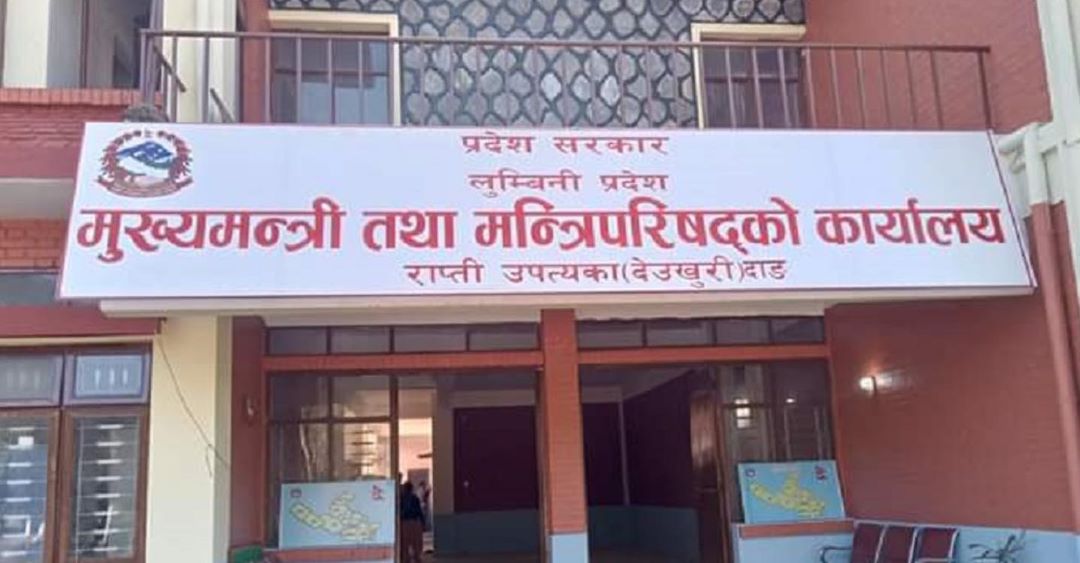 प्रदेश सरकार
लुम्बिनी प्रदेश
मुख्यमन्त्री तथा मन्त्रिपरिषद्को कार्यालय
राप्ती उपत्यका(देउखुरी)दाङ